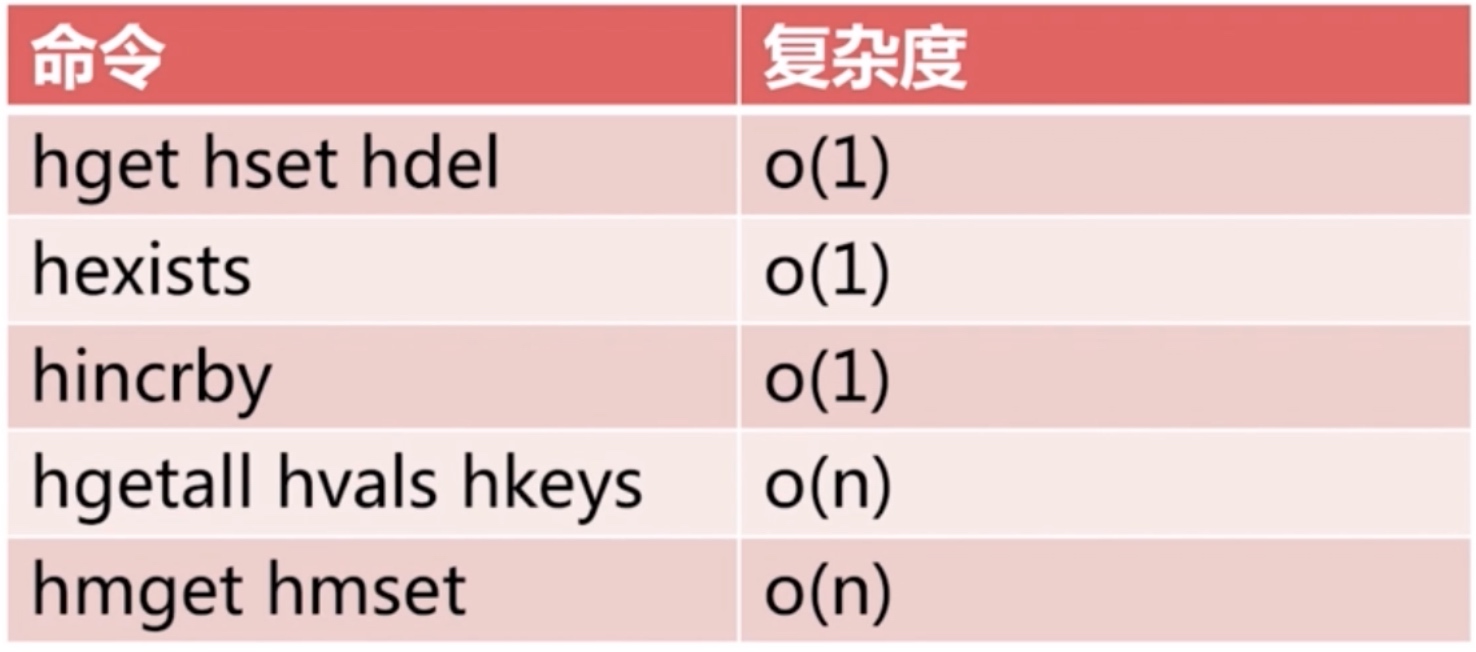 命令 复杂度
hget hset hdel o(1)
hexists o(1)
hincrby o(1)
hgetall hvals hkeys o(n)
hmget hmset o(n)